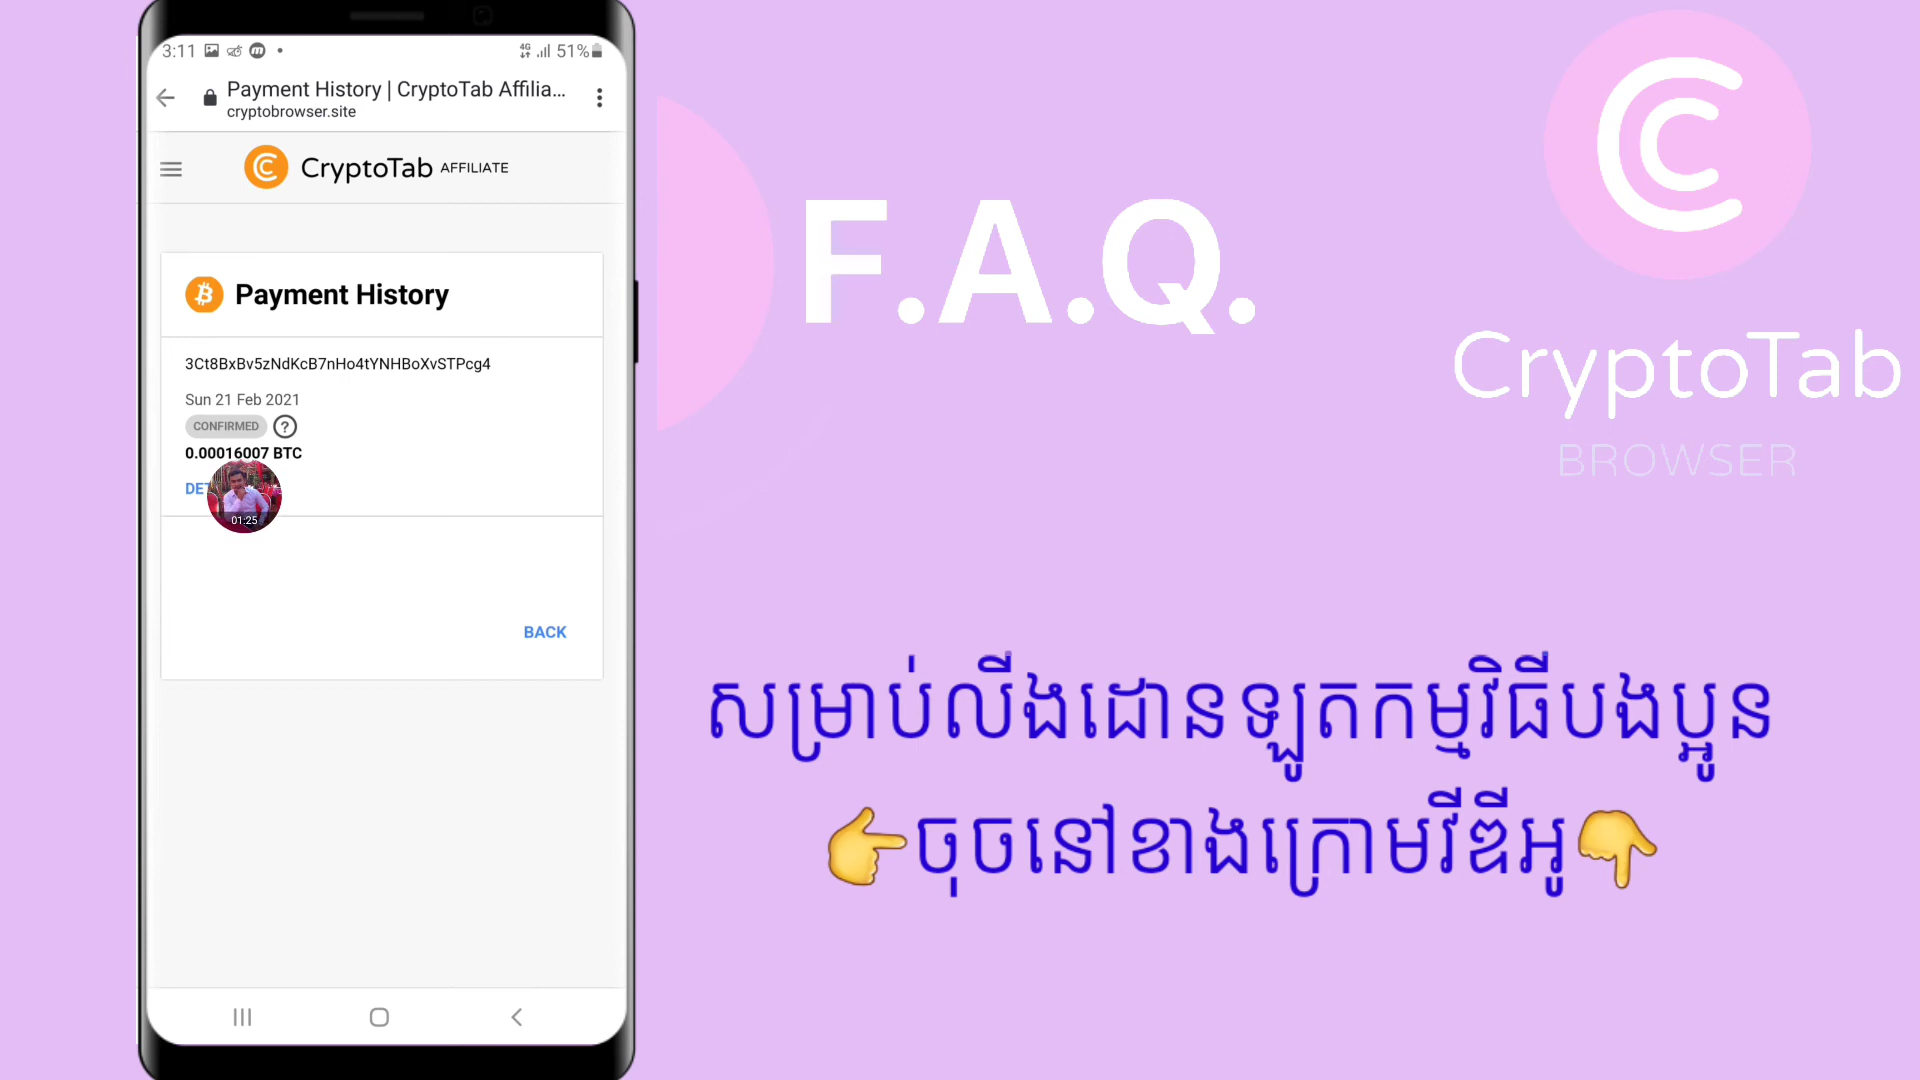 3:11
4G 51%
Payment History | CryptoTab Affilia...
cryptobrowser.site
CryptoTab AFFILIATE
Payment History
3Ct8BxBv5zNdKcB7nHo4tYNHBoXvSTPcg4
Sun 21 Feb 2021
CONFIRMED ?
0.00016007 BTC
01:25
BACK
F.A.Q.
CryptoTab
BROWSER
សម្រាប់លីងដោនឡូតកម្មវិធីបងប្អូន
👉ចុចនៅខាងក្រោមវីឌីអូ👇